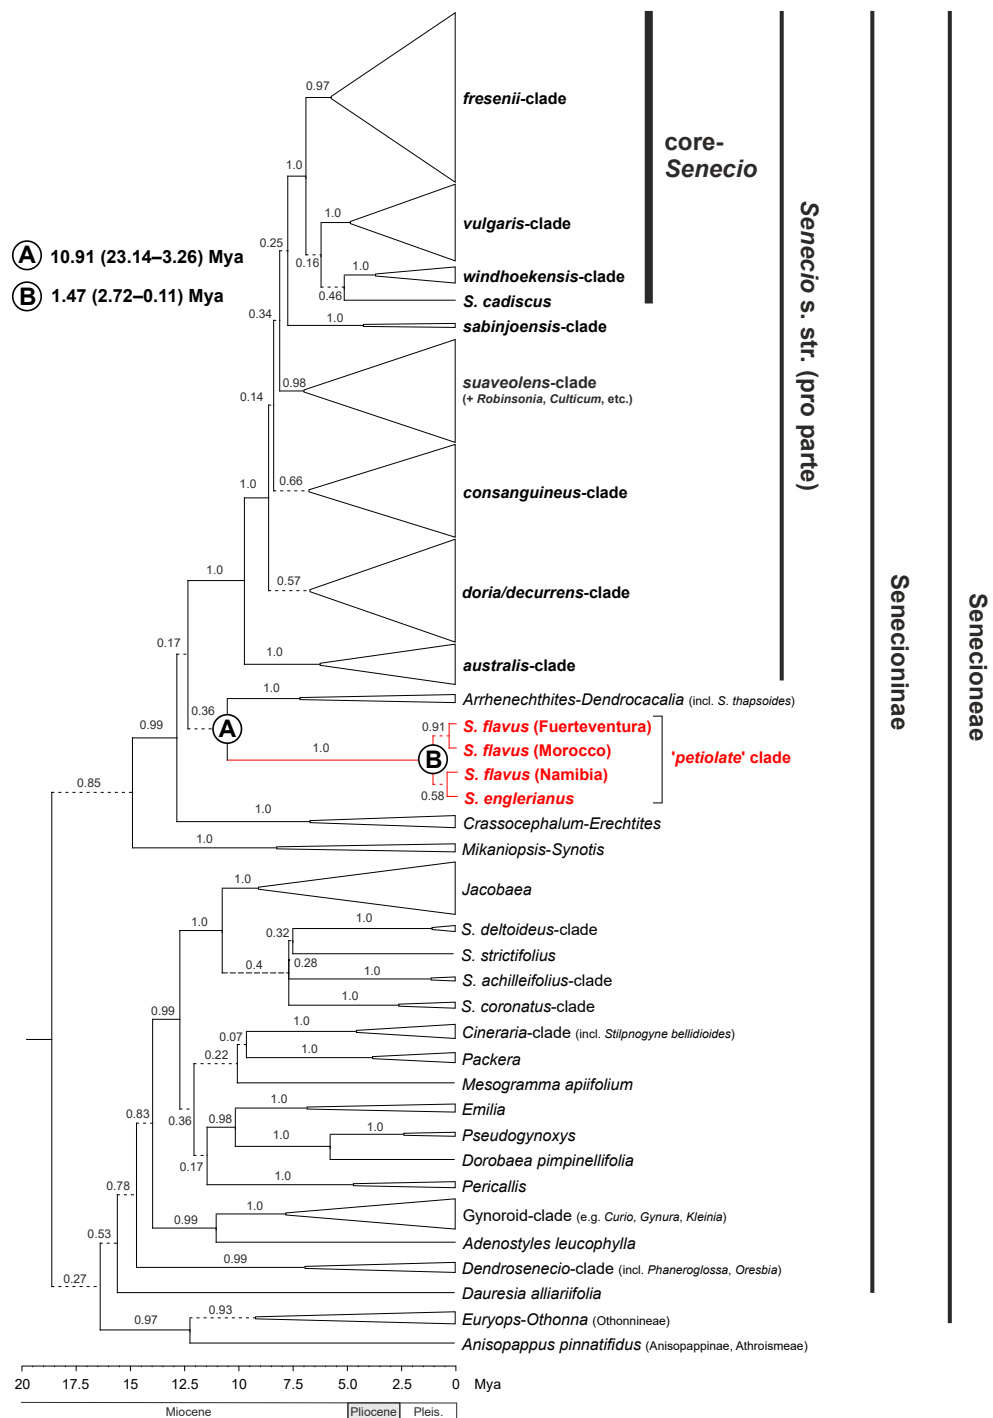 0.97
fresenii-clade
core-
Senecio
1.0
1.0
vulgaris-clade
Senecio s. str. (pro parte)
0.25
0.16
1.0
windhoekensis-clade
A 10.91 (23.14–3.26) Mya
B 1.47 (2.72–0.11) Mya
0.46
S. cadiscus
0.34
1.0
sabinjoensis-clade
0.98
suaveolens-clade
(+ Robinsonia, Culticum, etc.)
0.14
1.0
0.66
consanguineus-clade
1.0
0.57
doria/decurrens-clade
Senecioninae
Senecioneae
0.17
1.0
australis-clade
1.0
Arrhenechthites-Dendrocacalia (incl. S. thapsoides)
0.36
0.99
A
0.91
S. flavus (Fuerteventura)
1.0
S. flavus (Morocco)
B
'petiolate' clade
S. flavus (Namibia)
0.85
0.58
S. englerianus
1.0
Crassocephalum-Erechtites
1.0
Mikaniopsis-Synotis
1.0
Jacobaea
1.0
1.0
S. deltoideus-clade
0.32
S. strictifolius
0.4
0.28
1.0
S. achilleifolius-clade
1.0
S. coronatus-clade
0.99
1.0
Cineraria-clade (incl. Stilpnogyne bellidioides)
0.07
0.22
1.0
Packera
Mesogramma apiifolium
0.83
0.36
1.0
Emilia
0.98
1.0
1.0
Pseudogynoxys
Dorobaea pimpinellifolia
0.17
1.0
Pericallis
0.78
1.0
Gynoroid-clade (e.g. Curio, Gynura, Kleinia)
0.99
Adenostyles leucophylla
0.53
0.99
Dendrosenecio-clade (incl. Phaneroglossa, Oresbia)
0.27
Dauresia alliariifolia
0.93
Euryops-Othonna (Othonnineae)
0.97
Anisopappus pinnatifidus (Anisopappinae, Athroismeae)
20 17.5 15 12.5 10 7.5 5.0 2.5 0 Mya
Miocene Pliocene Pleis.